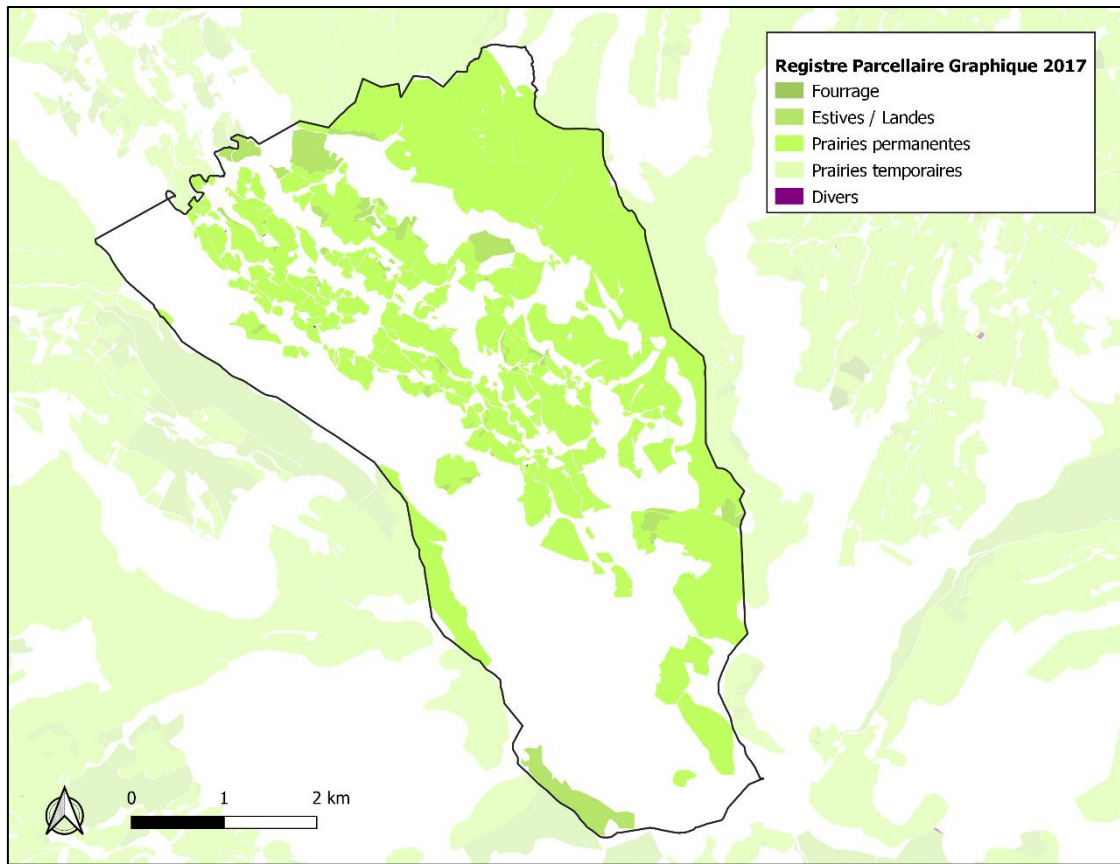 Registre Parcellaire Graphique 2017
Fourrage
Estives / Landes
Prairies permanentes
Prairies temporaires
Divers
0 1 2 km